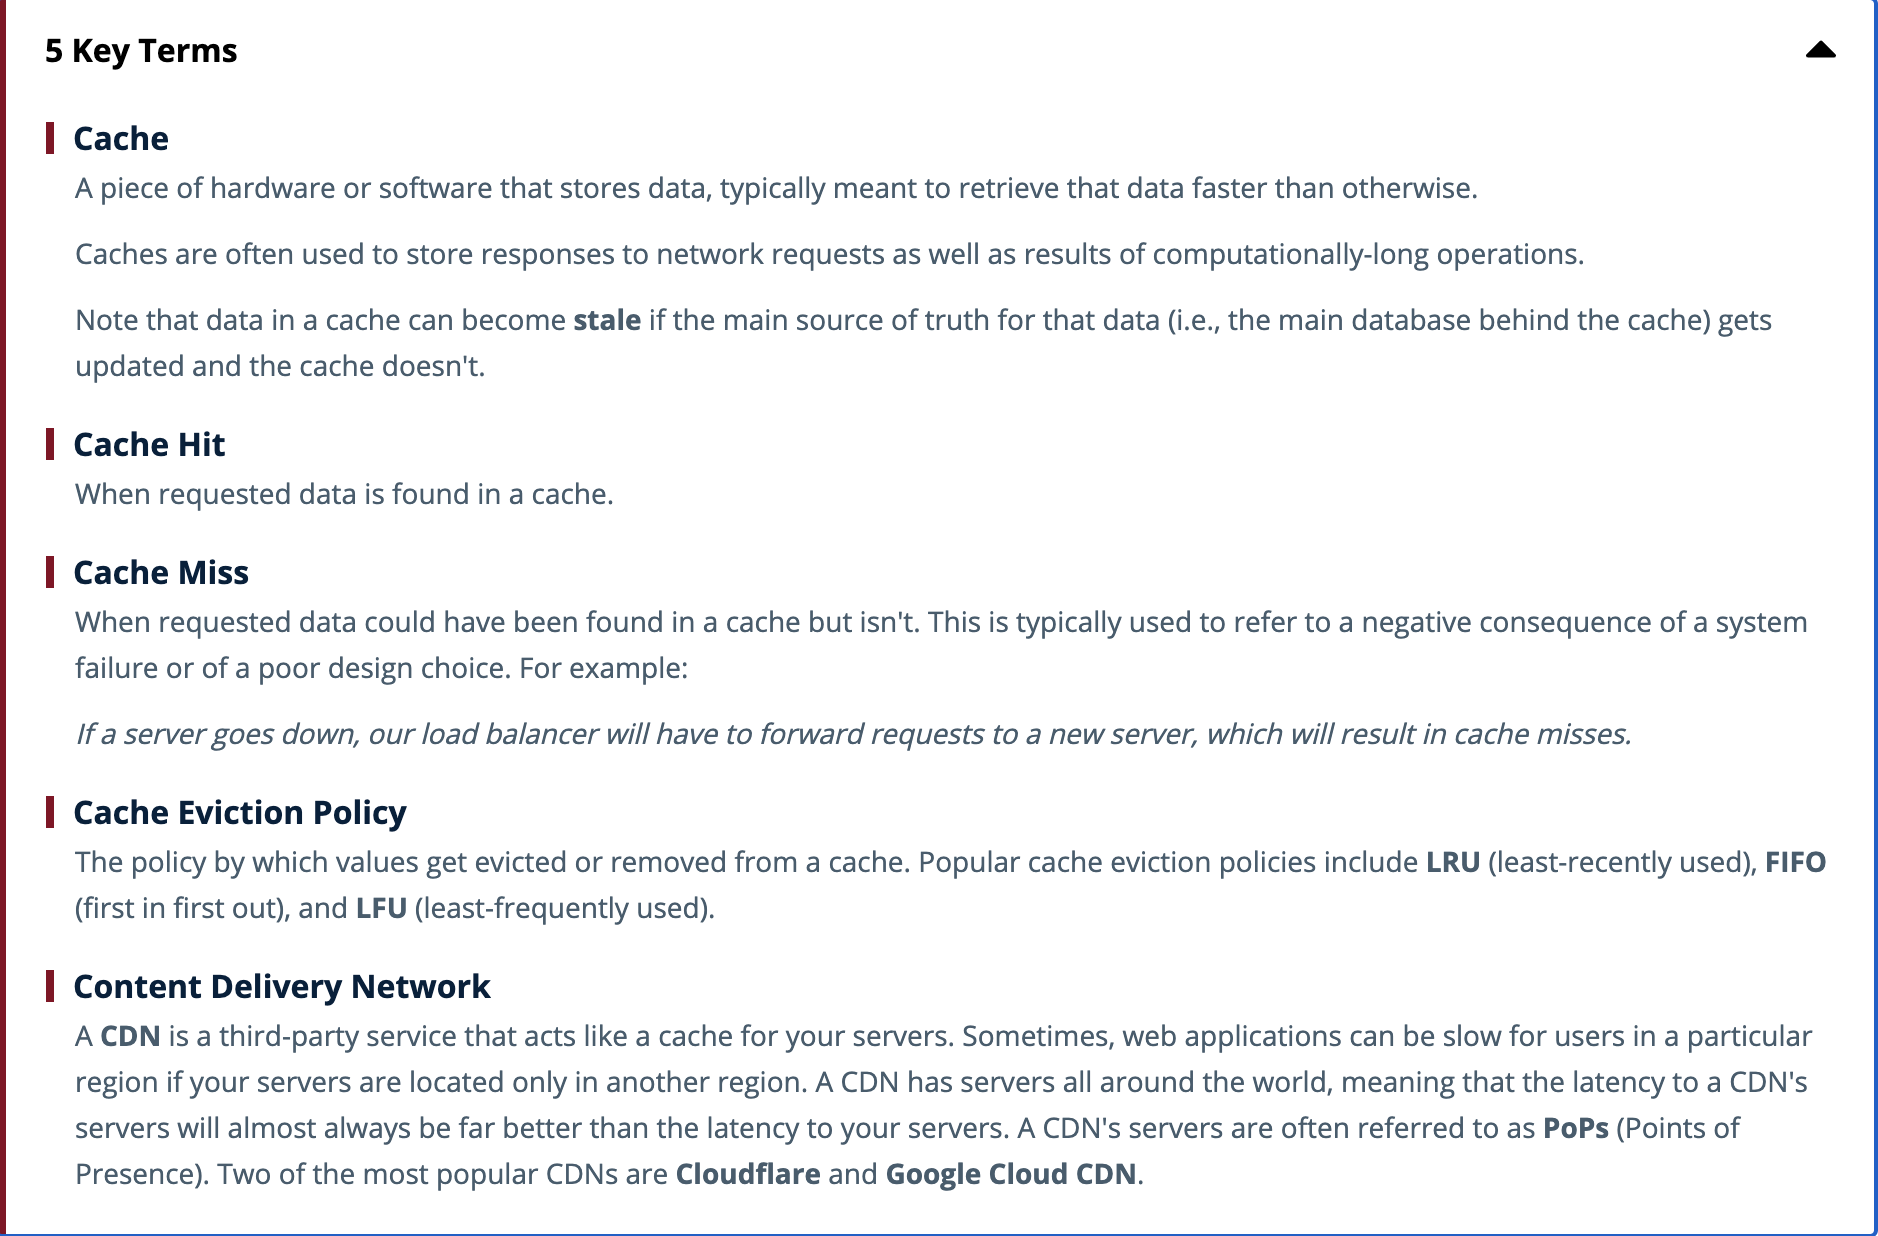 5 Key Terms
Cache
A piece of hardware or software that stores data, typically meant to retrieve that data faster than otherwise.
Caches are often used to store responses to network requests as well as results of computationally-long operations.
Note that data in a cache can become stale if the main source of truth for that data (i.e., the main database behind the cache) gets
updated and the cache doesn't.
Cache Hit
When requested data is found in a cache.
Cache Miss
When requested data could have been found in a cache but isn't. This is typically used to refer to a negative consequence of a system
failure or of a poor design choice. For example:
If a server goes down, our load balancer will have to forward requests to a new server, which will result in cache misses.
Cache Eviction Policy
The policy by which values get evicted or removed from a cache. Popular cache eviction policies include LRU (least-recently used), FIFO
(first in first out), and LFU (least-frequently used).
Content Delivery Network
A CDN is a third-party service that acts like a cache for your servers. Sometimes, web applications can be slow for users in a particular
region if your servers are located only in another region. A CDN has servers all around the world, meaning that the latency to a CDN's
servers will almost always be far better than the latency to your servers. A CDN's servers are often referred to as PoPs (Points of
Presence). Two of the most popular CDNs are Cloudflare and Google Cloud CDN.